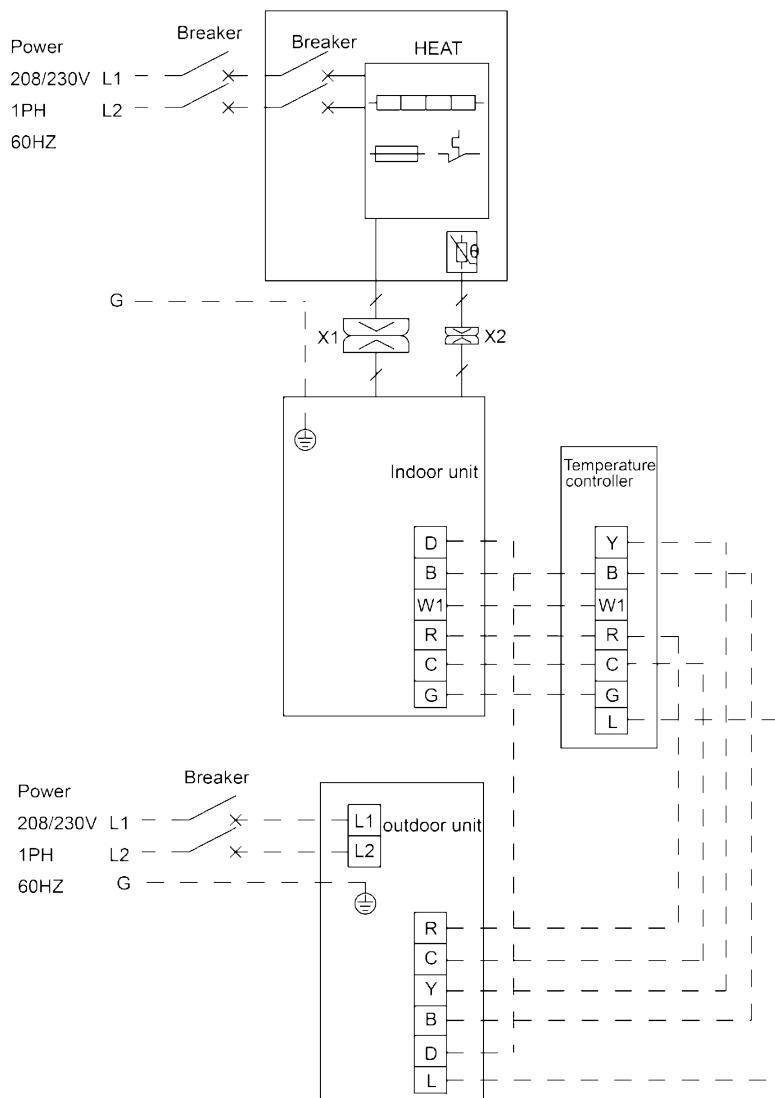 Power
208/230V L1
1PH L2
60HZ
Breaker
Breaker
HEAT
θ
G
X1
X2
Indoor unit
D
B
W1
R
C
G
Temperature
controller
Y
B
W1
R
C
G
L
Power
208/230V L1
1PH L2
60HZ G
Breaker
L1
L2
outdoor unit
R
C
Y
B
D
L